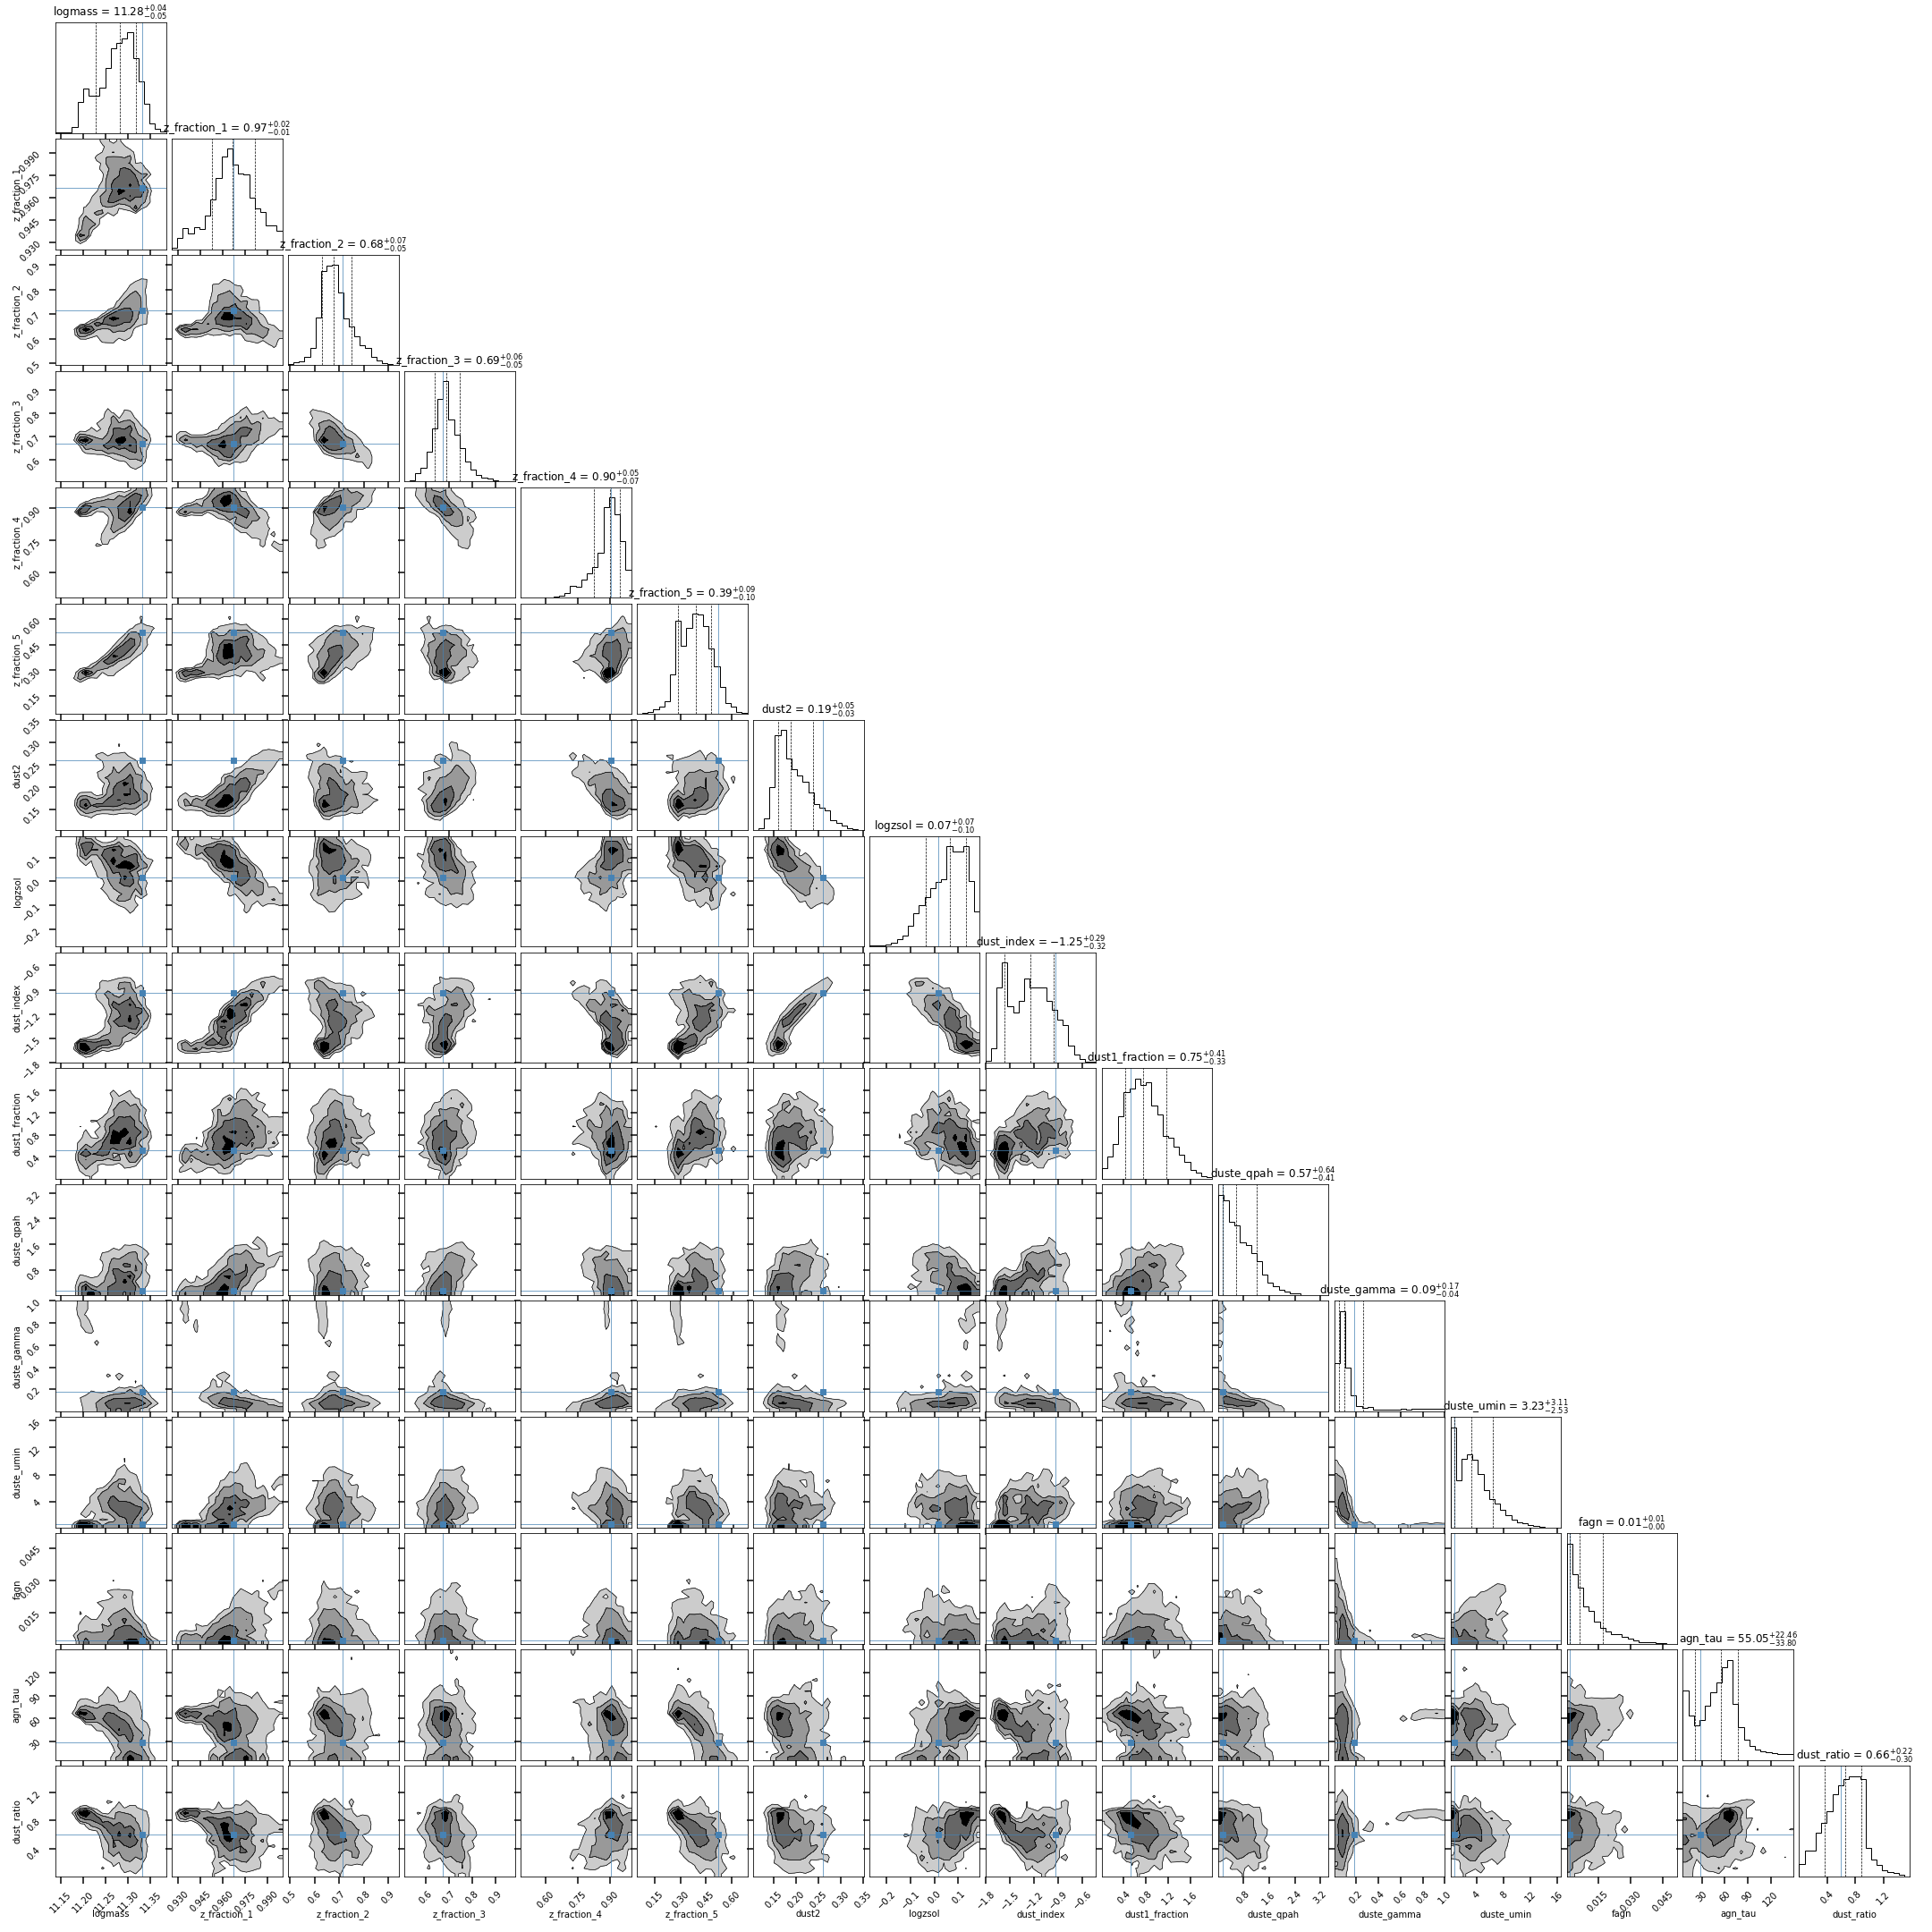 logmass = 11.28+0.04 −0.05
z_fraction_1 = 0.97+0.02 −0.01
z_fraction_1
0.990
0.975
0.960
0.945
0.930
z_fraction_2 = 0.68+0.07 −0.05
z_fraction_2
0.9
0.8
0.7
0.6
0.5
z_fraction_3 = 0.69+0.06 −0.05
z_fraction_3
0.9
0.8
0.7
0.6
z_fraction_4 = 0.90+0.05 −0.07
z_fraction_4
0.90
0.75
0.60
z_fraction_5 = 0.39+0.09 −0.10
z_fraction_5
0.60
0.45
0.30
0.15
dust2 = 0.19+0.05 −0.03
dust2
0.35
0.30
0.25
0.20
0.15
logzsol = 0.07+0.07 −0.10
logzsol
0.1
0.0
−0.1
−0.2
dust_index = −1.25+0.29 −0.32
dust_index
−0.6
−0.9
−1.2
−1.5
−1.8
dust1_fraction = 0.75+0.41 −0.33
dust1_fraction
1.6
1.2
0.8
0.4
duste_qpah = 0.57+0.64 −0.41
duste_qpah
3.2
2.4
1.6
0.8
duste_gamma = 0.09+0.17 −0.04
duste_gamma
1.0
0.8
0.6
0.4
0.2
duste_umin = 3.23+3.11 −2.53
duste_umin
16
12
8
4
fagn = 0.01+0.01 −0.00
fagn
0.045
0.030
0.015
agn_tau = 55.05+22.46 −33.80
agn_tau
120
90
60
30
dust_ratio = 0.66+0.22 −0.30
dust_ratio
1.2
0.8
0.4
11.15 11.20 11.25 11.30 11.35 0.930 0.945 0.960 0.975 0.990 0.5 0.6 0.7 0.8 0.9 0.6 0.7 0.8 0.9 0.60 0.75 0.90 0.15 0.30 0.45 0.60 0.15 0.20 0.25 0.30 0.35 −0.2 −0.1 0.0 0.1 −1.8 −1.5 −1.2 −0.9 −0.6 0.4 0.8 1.2 1.6 0.8 1.6 2.4 3.2 0.2 0.4 0.6 0.8 1.0 4 8 12 16 0.015 0.030 0.045 30 60 90 120 0.4 0.8 1.2
logmass z_fraction_1 z_fraction_2 z_fraction_3 z_fraction_4 z_fraction_5 dust2 logzsol dust_index dust1_fraction duste_qpah duste_gamma duste_umin fagn agn_tau dust_ratio